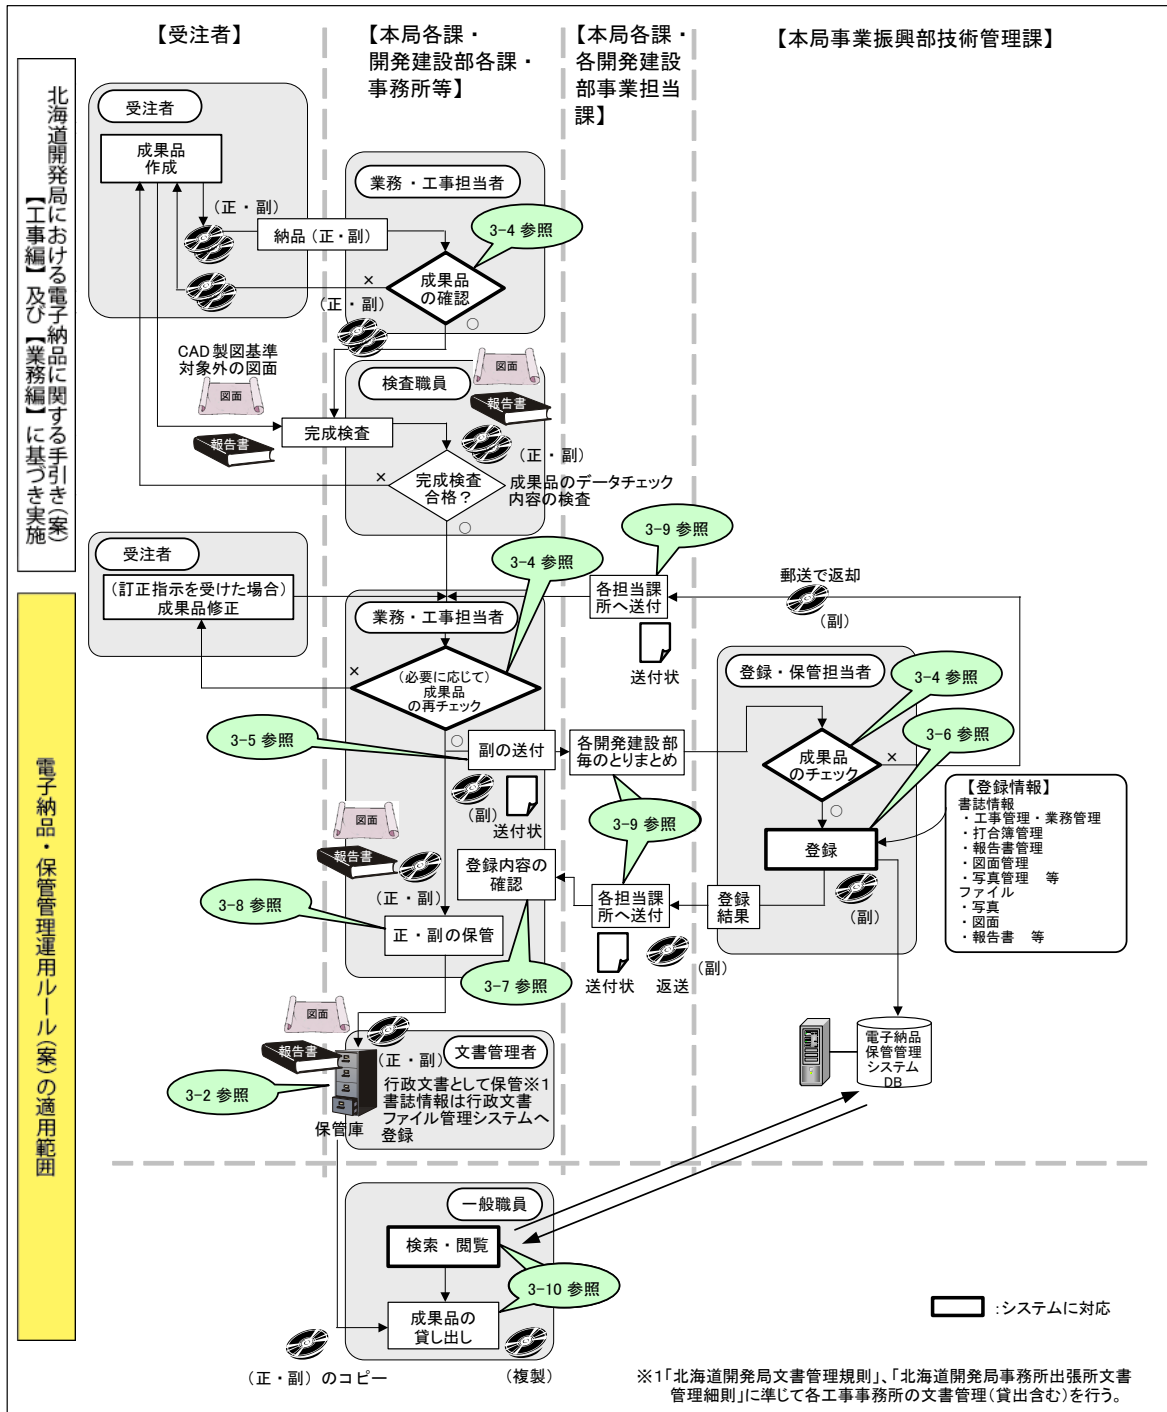 【受注者】
【本局各課・
開発建設部各課・
事務所等】
【本局各課・
各開発建設
部事業担当
課】
【本局事業振興部技術管理課】
北海道開発局における電子納品に関する手引き(案)
【工事編】及び【業務編】に基づき実施
受注者
成果品
作成
(正・副)
納品(正・副)
業務・工事担当者
3-4 参照
成果品
の確認
×
○
(正・副)
CAD製図基準
対象外の図面
図面
報告書
検査職員
図面
報告書
完成検査
(正・副)
完成検査
合格?
×
○
成果品のデータチェック
内容の検査
電子納品・保管管理運用ルール(案)の適用範囲
受注者
(訂正指示を受けた場合)
成果品修正
3-4 参照
3-9 参照
各担当課
所へ送付
送付状
郵送で返却
(副)
業務・工事担当者
(必要に応じて)
成果品
の再チェック
×
○
3-5 参照
副の送付
(副)
送付状
各開発建設部
毎のとりまとめ
登録・保管担当者
3-4 参照
3-6 参照
成果品
のチェック
×
○
【登録情報】
書誌情報
・工事管理・業務管理
・打合簿管理
・報告書管理
・図面管理
・写真管理 等
ファイル
・写真
・図面
・報告書 等
登録
(副)
3-9 参照
図面
報告書
(正・副)
登録内容の
確認
各担当課
所へ送付
登録
結果
3-8 参照
正・副の保管
3-7 参照
送付状
返送
(副)
図面
報告書
(正・副)
文書管理者
3-2 参照
保管庫
行政文書として保管※1
書誌情報は行政文書
ファイル管理システムへ
登録
電子納品
保管管理
システム
DB
一般職員
検索・閲覧
3-10 参照
成果品の
貸し出し
(正・副)のコピー
(複製)
:システムに対応
※1「北海道開発局文書管理規則」、「北海道開発局事務所出張所文書
管理細則」に準じて各工事事務所の文書管理(貸出含む)を行う。